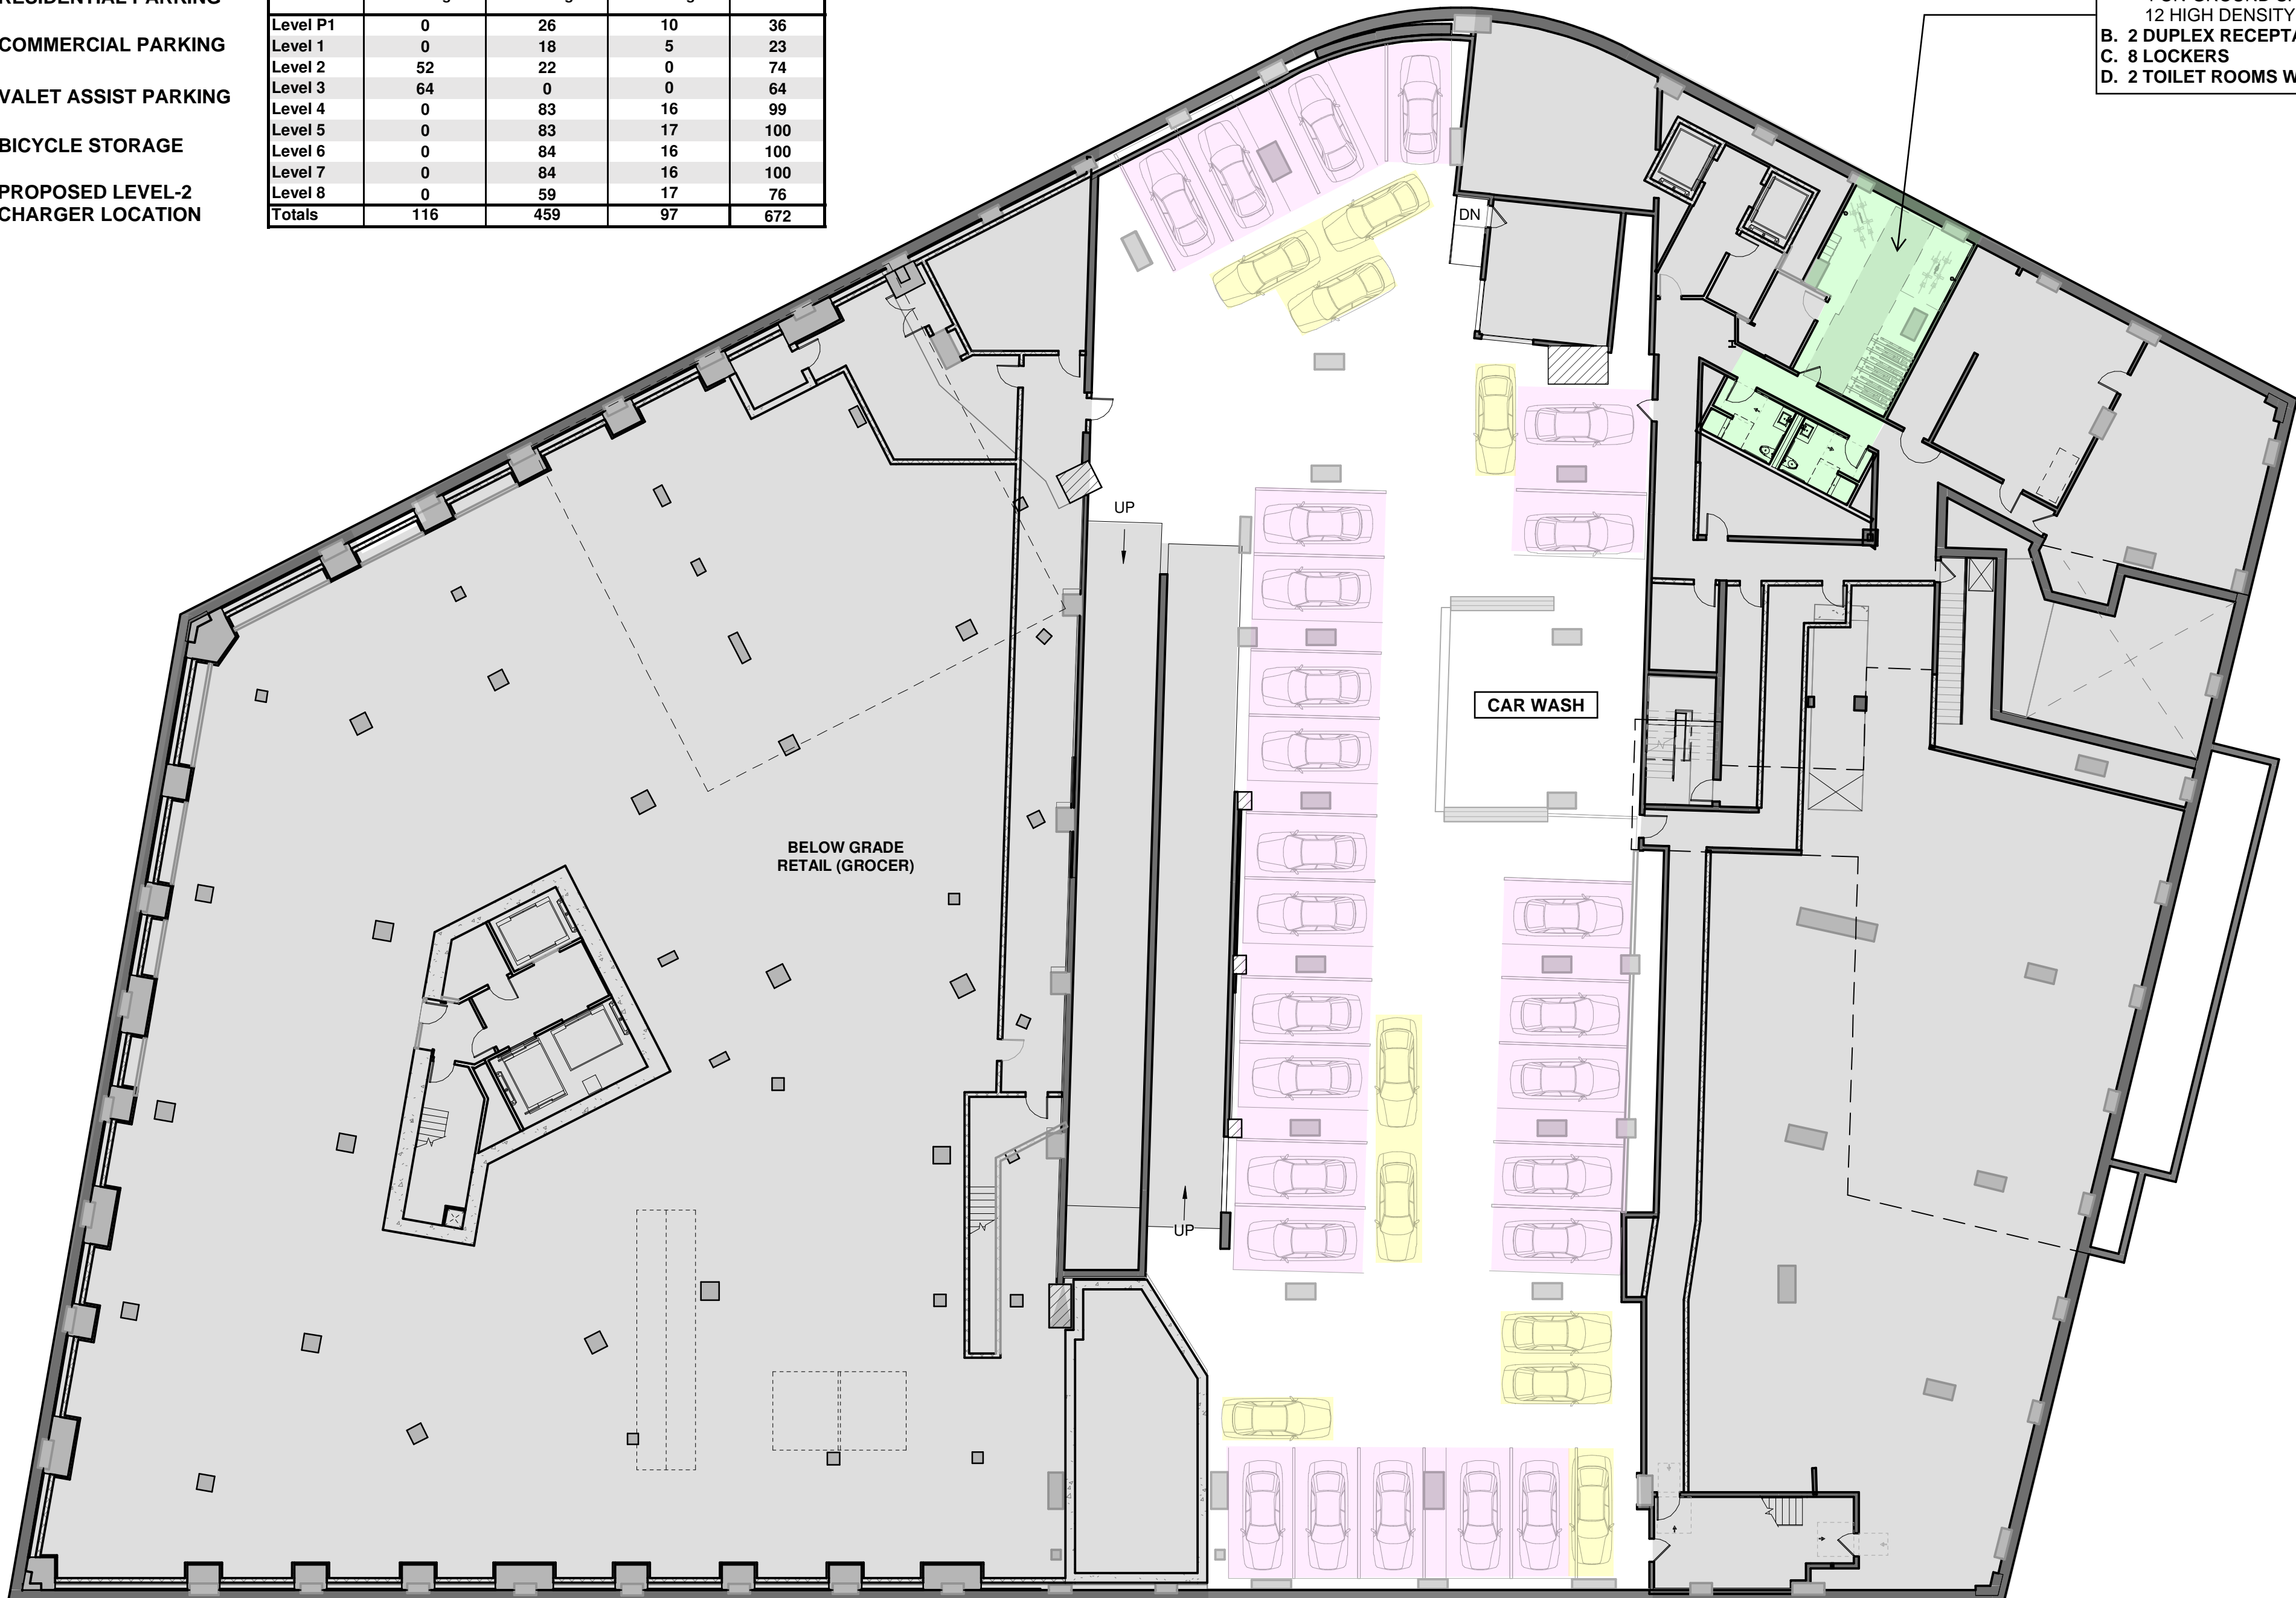 RESIDENTIAL PARKING
COMMERCIAL PARKING
VALET ASSIST PARKING
BICYCLE STORAGE
PROPOSED LEVEL-2
CHARGER LOCATION
Level P1 0 26 10 36
Level 1 0 18 5 23
Level 2 52 22 0 74
Level 3 64 0 0 64
Level 4 0 83 16 99
Level 5 0 83 17 100
Level 6 0 84 16 100
Level 7 0 84 16 100
Level 8 0 59 17 76
Totals 116 459 97 672
12 HIGH DENSITY
B. 2 DUPLEX
C. 8 LOCKERS
D. 2 TOILET ROOMS
DN
UP
CAR WASH
BELOW GRADE
RETAIL (GROCER)
UP